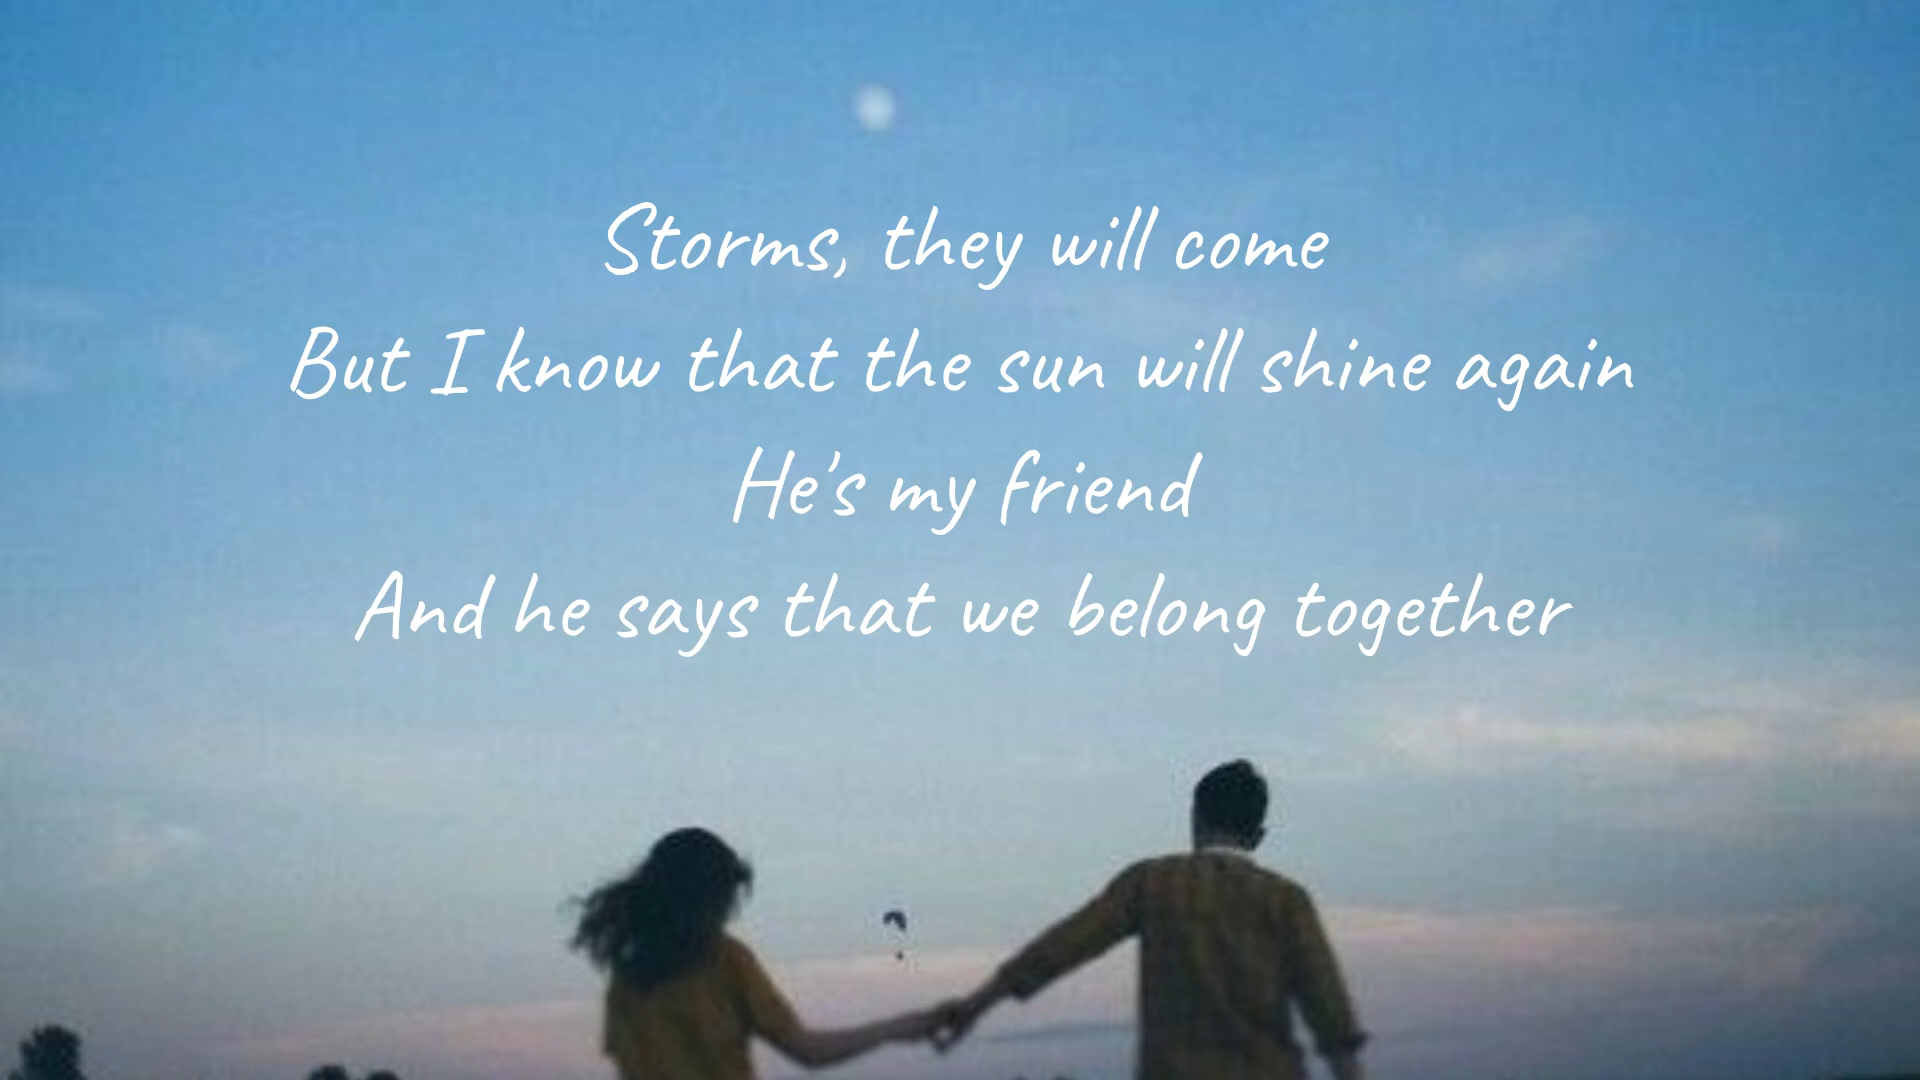 Storms, they will come
But I know that the sun will shine again
He's my friend
And he says that we belong together